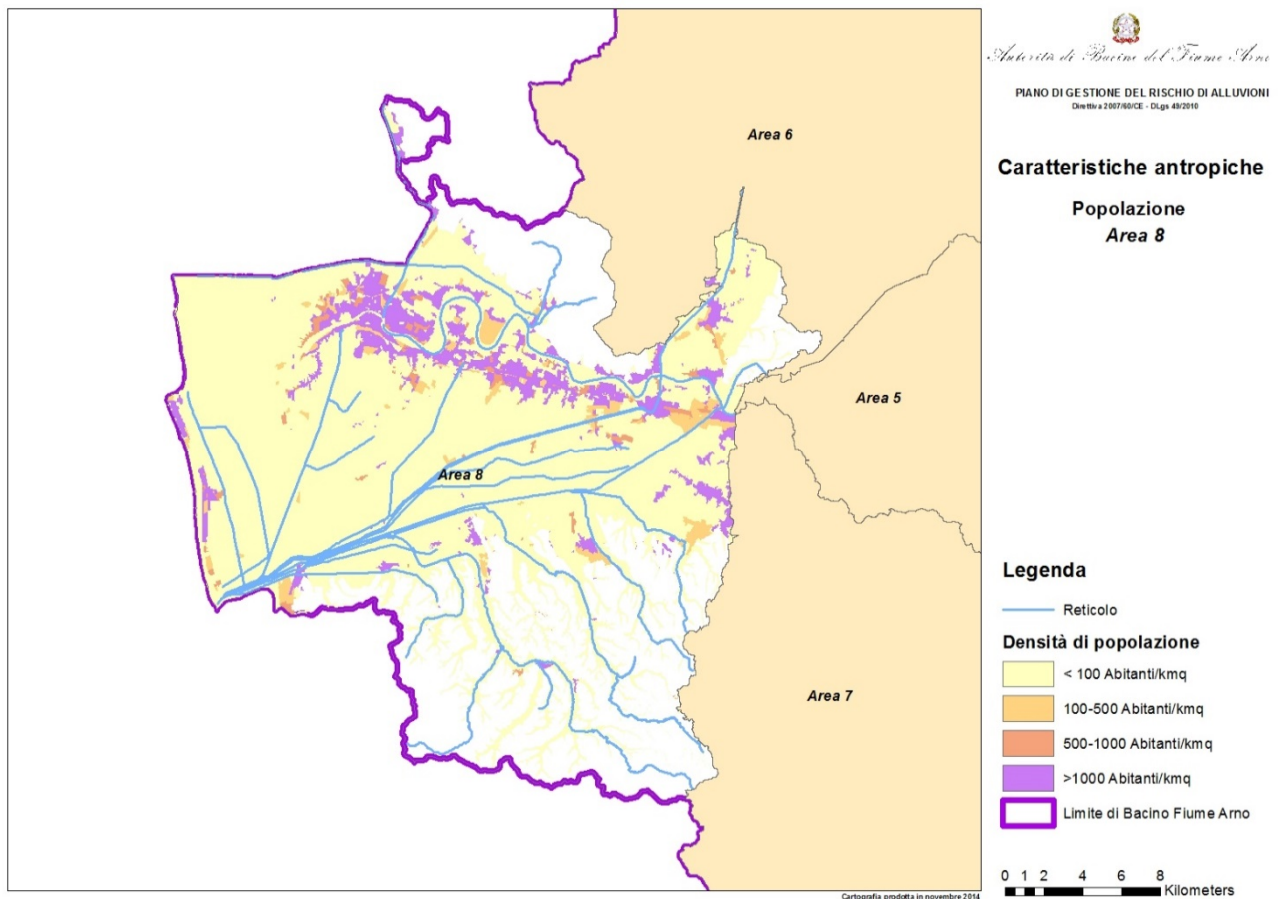 Autorità di Bacino del Fiume Arno
PIANO DI GESTIONE DEL RISCHIO DI ALLUVIONI
Direttiva 2007/60/CE - DLgs 49/2010
Caratteristiche antropiche
Popolazione
Area 8
Area 6
Area 5
Area 8
Area 7
Legenda
Reticolo
Densità di popolazione
< 100 Abitanti/kmq
100-500 Abitanti/kmq
500-1000 Abitanti/kmq
>1000 Abitanti/kmq
Limite di Bacino Fiume Arno
0 1 2 4 6 8
Kilometers
Cartografia prodotta in novembre 2014